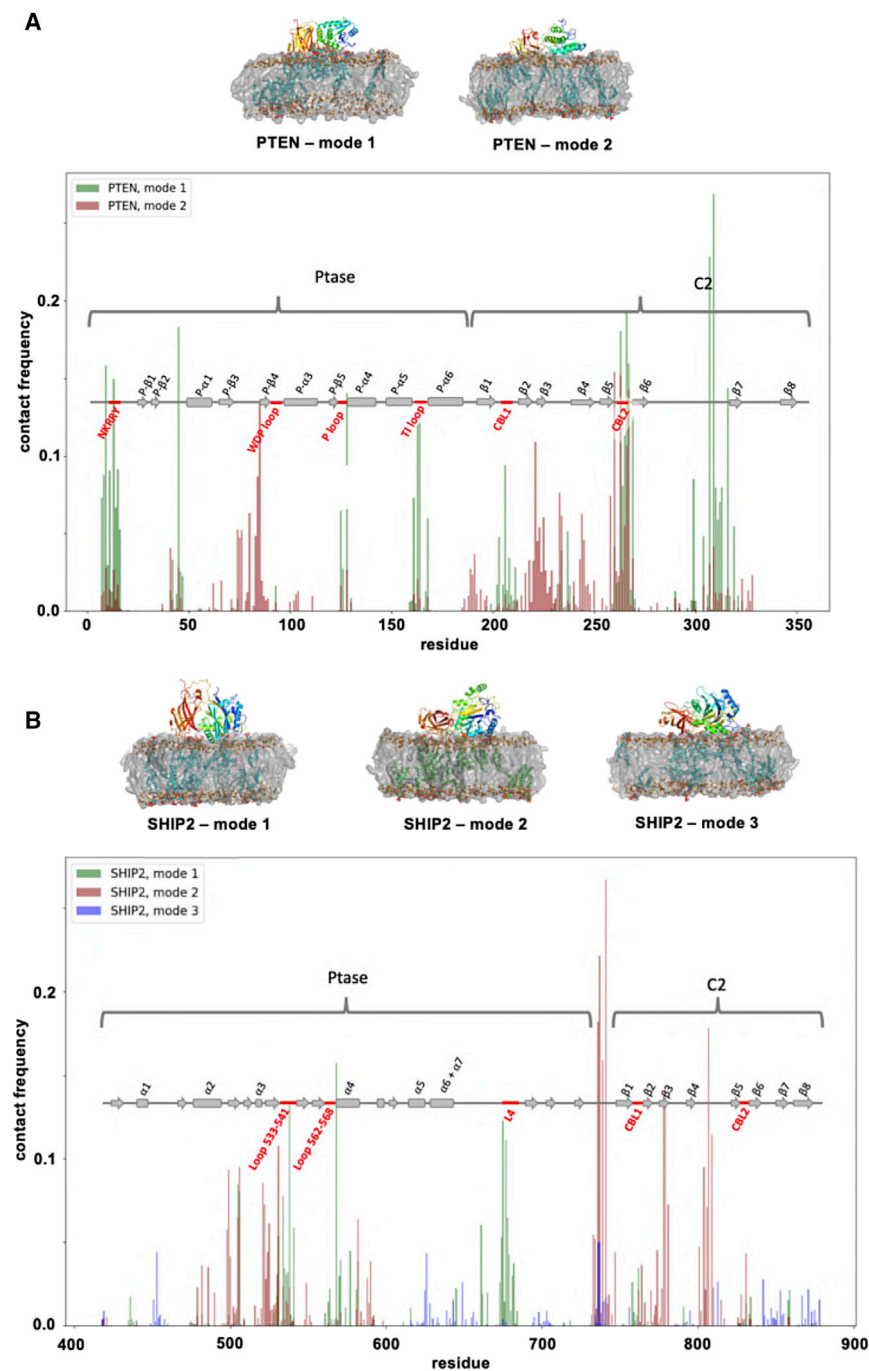 A
PTEN – mode 1
PTEN – mode 2
PTEN, mode 1
PTEN, mode 2
Ptase
C2
contact frequency
0.2
0.1
0.0
P-β1
P-β2
P-α1
P-β3
P-β4
P-α3
P-β5
P-α4
P-α5
P-α6
β1
β2
β3
β4
β5
β6
β7
β8
NKRRY
WDP loop
P loop
TI loop
CBL1
CBL2
0 50 100 150 200 250 300 350
residue
B
SHIP2 – mode 1
SHIP2 – mode 2
SHIP2 – mode 3
SHIP2, mode 1
SHIP2, mode 2
SHIP2, mode 3
Ptase
C2
contact frequency
0.2
0.1
0.0
α1
α2
α3
α4
α5
α6 + α7
β1
β2
β3
β4
β5
β6
β7
β8
Loop 533-541
Loop 562-568
L4
CBL1
CBL2
400 500 600 700 800 900
residue